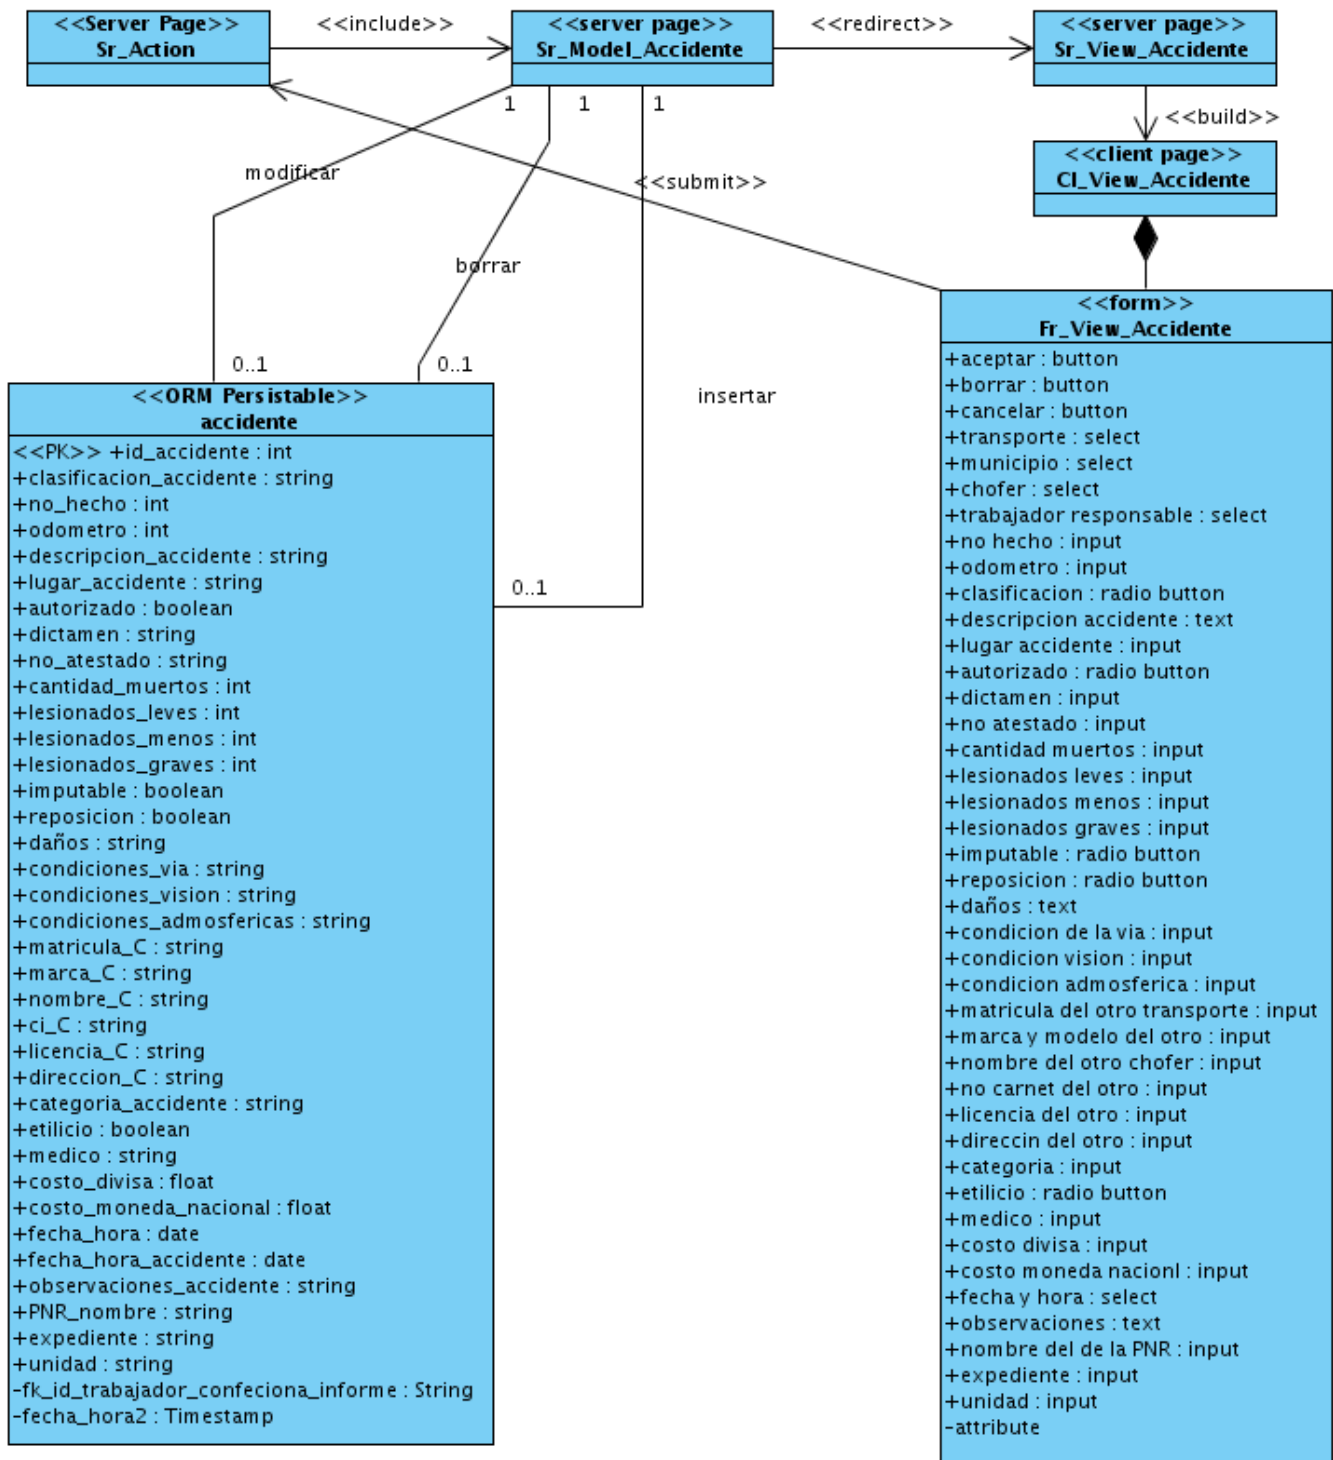 <<Server Page>>
Sr_Action
<<include>>
<<server page>>
Sr_Model_Accidente
<<redirect>>
<<server page>>
Sr_View_Accidente
1
1
1
<<build>>
<<client page>>
Cl_View_Accidente
modificar
<<submit>>
borrar
0..1
0..1
insertar
0..1
<<ORM Persistable>>
accidente
<<PK>> +id_accidente : int
+clasificacion_accidente : string
+no_hecho : int
+odometro : int
+descripcion_accidente : string
+lugar_accidente : string
+autorizado : boolean
+dictamen : string
+no_atestado : string
+cantidad_muertos : int
+lesionados_leves : int
+lesionados_menos : int
+lesionados_graves : int
+imputable : boolean
+reposicion : boolean
+daños : string
+condiciones_via : string
+condiciones_vision : string
+condiciones_admosfericas : string
+matricula_C : string
+marca_C : string
+nombre_C : string
+ci_C : string
+licencia_C : string
+direccion_C : string
+categoria_accidente : string
+etilicio : boolean
+medico : string
+costo_divisa : float
+costo_moneda_nacional : float
+fecha_hora : date
+fecha_hora_accidente : date
+observaciones_accidente : string
+PNR_nombre : string
+expediente : string
+unidad : string
-fk_id_trabajador_confeciona_informe : String
-fecha_hora2 : Timestamp
<<form>>
Fr_View_Accidente
+aceptar : button
+borrar : button
+cancelar : button
+transporte : select
+municipio : select
+chofer : select
+trabajador responsable : select
+no hecho : input
+odometro : input
+clasificacion : radio button
+descripcion accidente : text
+lugar accidente : input
+autorizado : radio button
+dictamen : input
+no atestado : input
+cantidad muertos : input
+lesionados leves : input
+lesionados menos : input
+lesionados graves : input
+imputable : radio button
+reposicion : radio button
+daños : text
+condicion de la via : input
+condicion vision : input
+condicion admosferica : input
+matricula del otro transporte : input
+marca y modelo del otro : input
+nombre del otro chofer : input
+no carnet del otro : input
+licencia del otro : input
+direccin del otro : input
+categoria : input
+etilicio : radio button
+medico : input
+costo divisa : input
+costo moneda nacionl : input
+fecha y hora : select
+observaciones : text
+nombre del de la PNR : input
+expediente : input
+unidad : input
-attribute